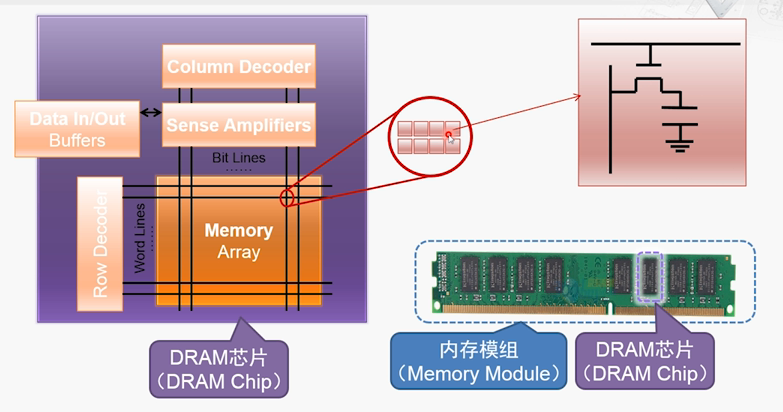 Column Decoder
Data In/Out
Buffers
Sense Amplifiers
Bit Lines
......
Row Decoder
Word Lines
......
Memory
Array
DRAM芯片
（DRAM Chip）
内存模组
（Memory Module）
DRAM芯片
（DRAM Chip）